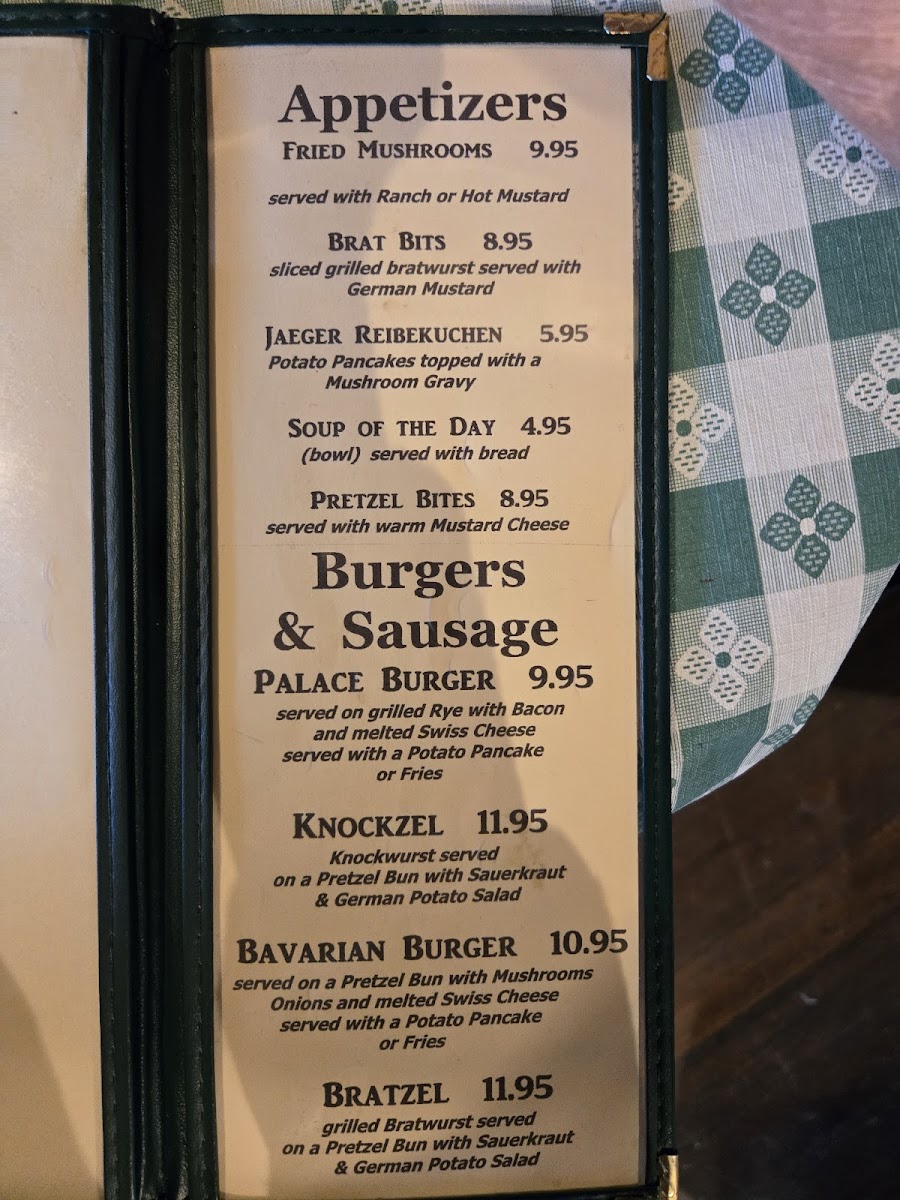 Appetizers
Fried Mushrooms 9.95
served with Ranch or Hot Mustard
Brat Bits 8.95
sliced grilled bratwurst served with
German Mustard
Jaeger Reibekuchen 5.95
Potato Pancakes topped with a
Mushroom Gravy
Soup of the Day 4.95
(bowl) served with bread
Pretzel Bites 8.95
served with warm Mustard Cheese
Burgers
& Sausage
Palace Burger 9.95
served on grilled Rye with Bacon
and melted Swiss Cheese
served with a Potato Pancake
or Fries
Knockzel 11.95
Knockwurst served
on a Pretzel Bun with Sauerkraut
& German Potato Salad
Bavarian Burger 10.95
served on a Pretzel Bun with Mushrooms
Onions and melted Swiss Cheese
served with a Potato Pancake
or Fries
Bratzel 11.95
grilled Bratwurst served
on a Pretzel Bun with Sauerkraut
& German Potato Salad